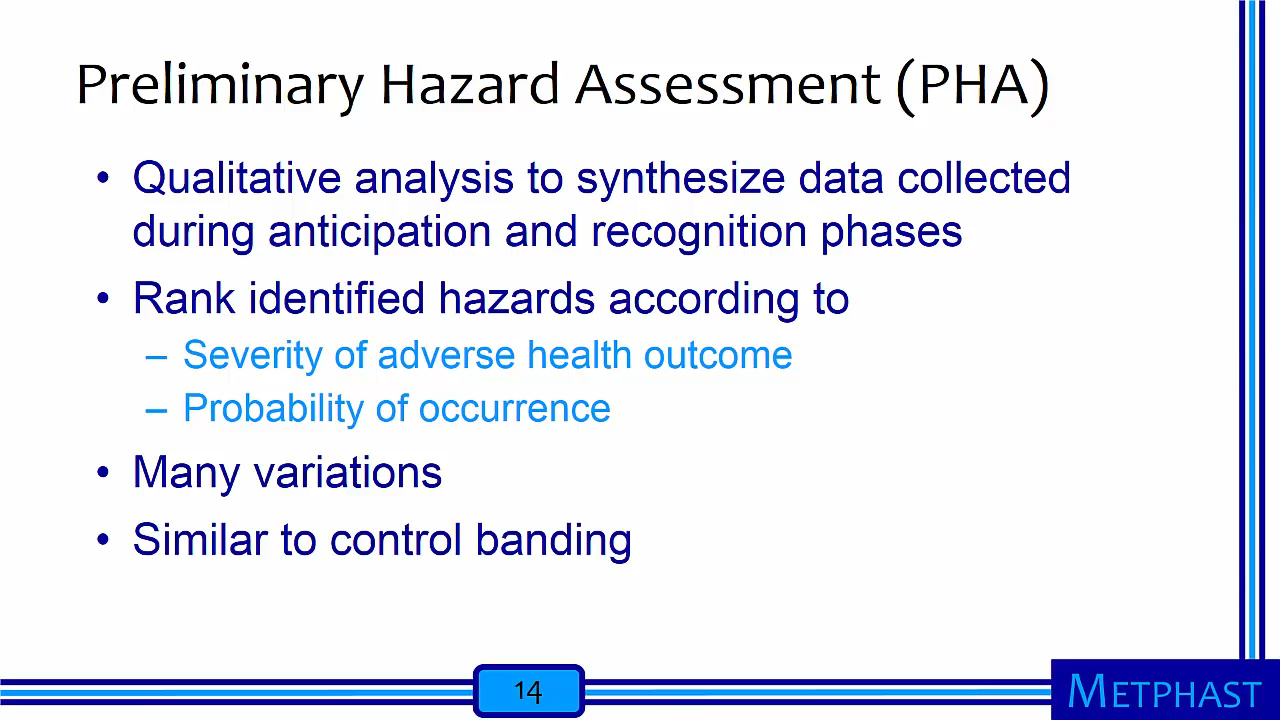 Preliminary Hazard Assessment (PHA)
• Qualitative analysis to synthesize data collected
during anticipation and recognition phases
• Rank identified hazards according to
– Severity of adverse health outcome
– Probability of occurrence
• Many variations
• Similar to control banding
14
METPHAST